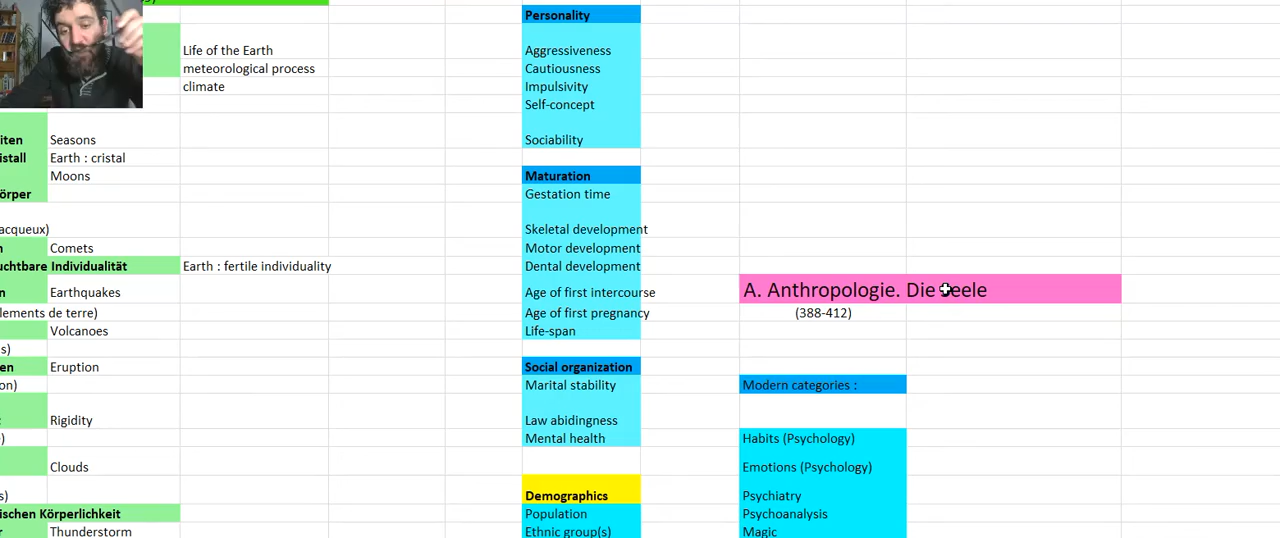 s)
Personality
Life of the Earth Aggressiveness
meteorological process Cautiousness
climate Impulsivity
Self-concept
iten Seasons Sociability
istall Earth : cristal
Moons Maturation
örper Gestation time
acqueux) Skeletal development
n Comets Motor development
uchtbare Individualität Earth : fertile individuality Dental development
n Earthquakes Age of first intercourse A. Anthropologie. Die Seele
lements de terre) Age of first pregnancy (388-412)
Volcanoes Life-span
s)
en Eruption Social organization
on) Marital stability Modern categories :
Rigidity Law abidingness
) Mental health Habits (Psychology)
Clouds Emotions (Psychology)
s) Demographics Psychiatry
ischen Körperlichkeit Population Psychoanalysis
r Thunderstorm Ethnic group(s) Magic